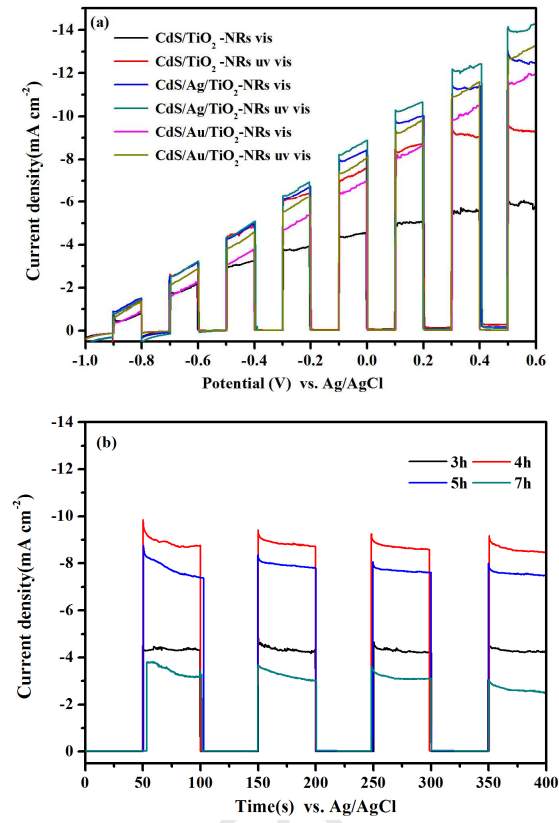 (a)
CdS/TiO₂ -NRs vis
CdS/TiO₂ -NRs uv vis
CdS/Ag/TiO₂-NRs vis
CdS/Ag/TiO₂-NRs uv vis
CdS/Au/TiO₂-NRs vis
CdS/Au/TiO₂-NRs uv vis
Current density(mA cm⁻²)
-14
-12
-10
-8
-6
-4
-2
0
-1.0 -0.8 -0.6 -0.4 -0.2 0.0 0.2 0.4 0.6
Potential (V) vs. Ag/AgCl
(b)
3h 4h
5h 7h
Current density(mA cm⁻²)
-14
-12
-10
-8
-6
-4
-2
0
0 50 100 150 200 250 300 350 400
Time(s) vs. Ag/AgCl